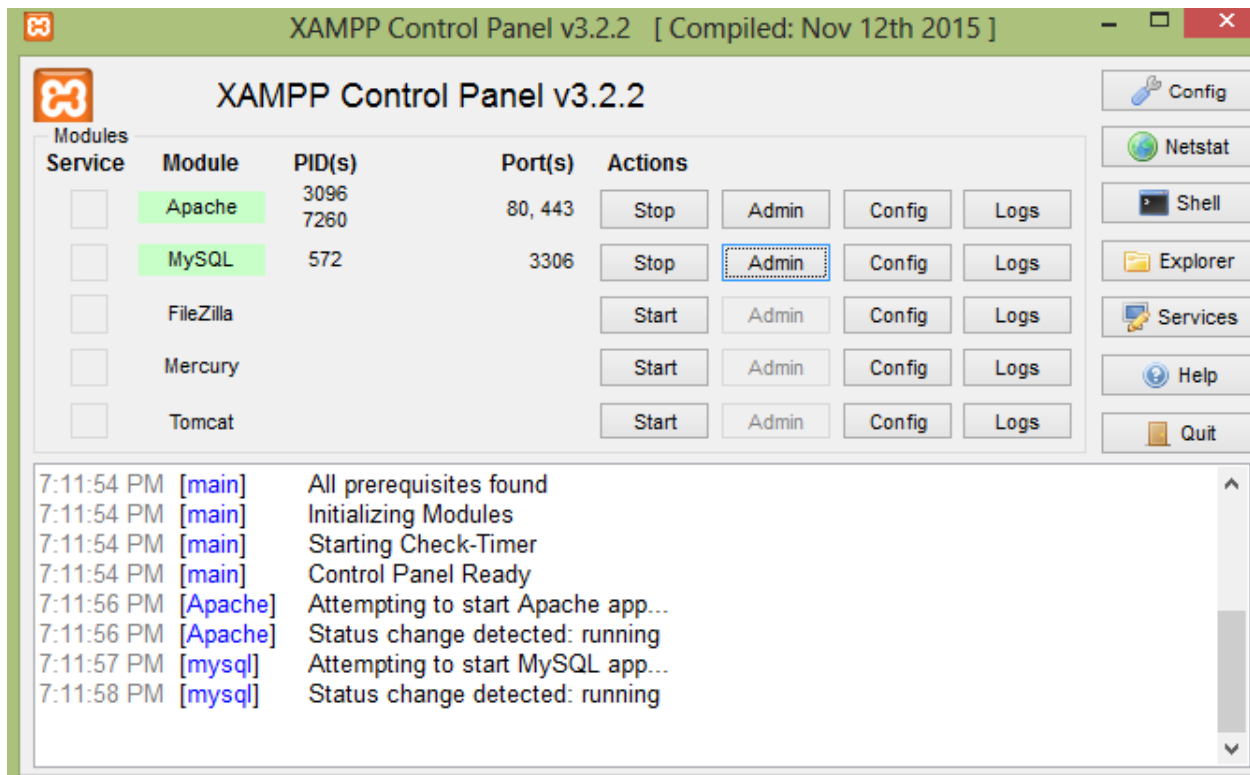 XAMPP Control Panel v3.2.2 [ Compiled: Nov 12th 2015 ]
XAMPP Control Panel v3.2.2
Config
Modules
Service Module PID(s) Port(s) Actions
Netstat
Apache 3096 7260 80, 443 Stop Admin Config Logs
Shell
MySQL 572 3306 Stop Admin Config Logs
Explorer
FileZilla Start Admin Config Logs
Services
Mercury Start Admin Config Logs
Help
Tomcat Start Admin Config Logs
Quit
7:11:54 PM [main] All prerequisites found
7:11:54 PM [main] Initializing Modules
7:11:54 PM [main] Starting Check-Timer
7:11:54 PM [main] Control Panel Ready
7:11:56 PM [Apache] Attempting to start Apache app...
7:11:56 PM [Apache] Status change detected: running
7:11:57 PM [mysql] Attempting to start MySQL app...
7:11:58 PM [mysql] Status change detected: running